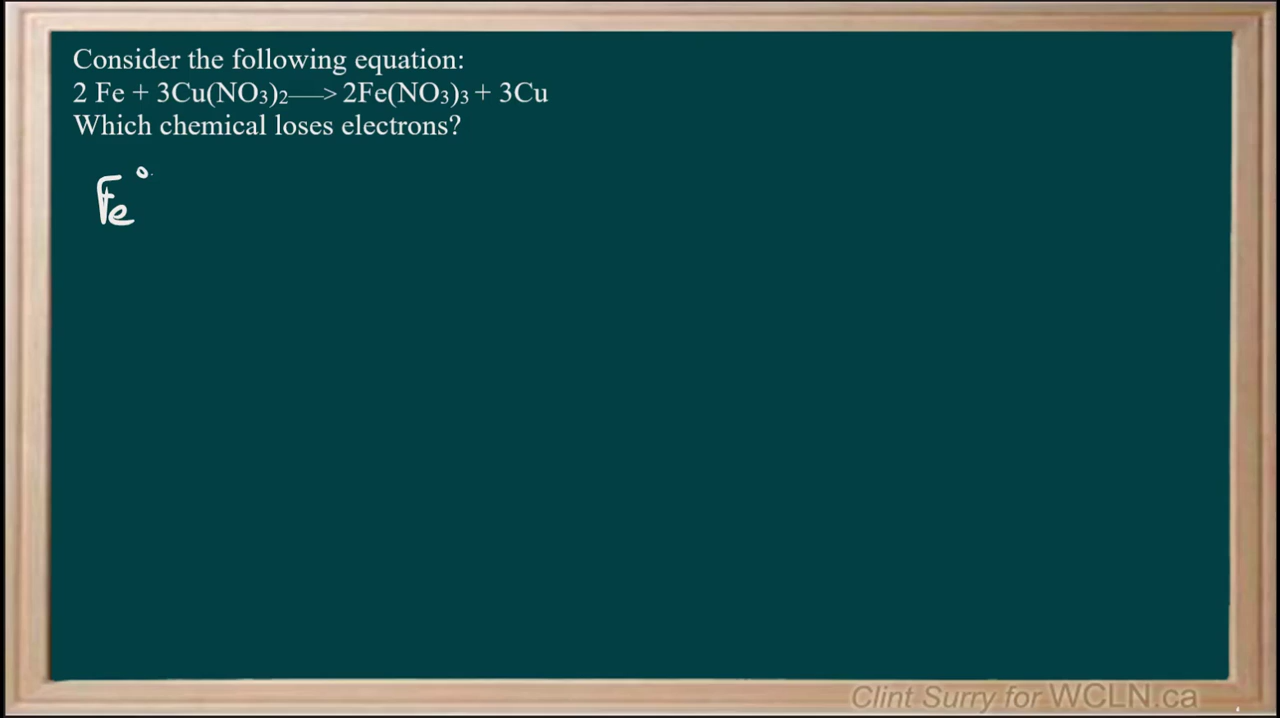 Consider the following equation:
2 Fe + 3Cu(NO3)2—–> 2Fe(NO3)3 + 3Cu
Which chemical loses electrons?
Fe⁰
Clint Surry for WCLN.ca